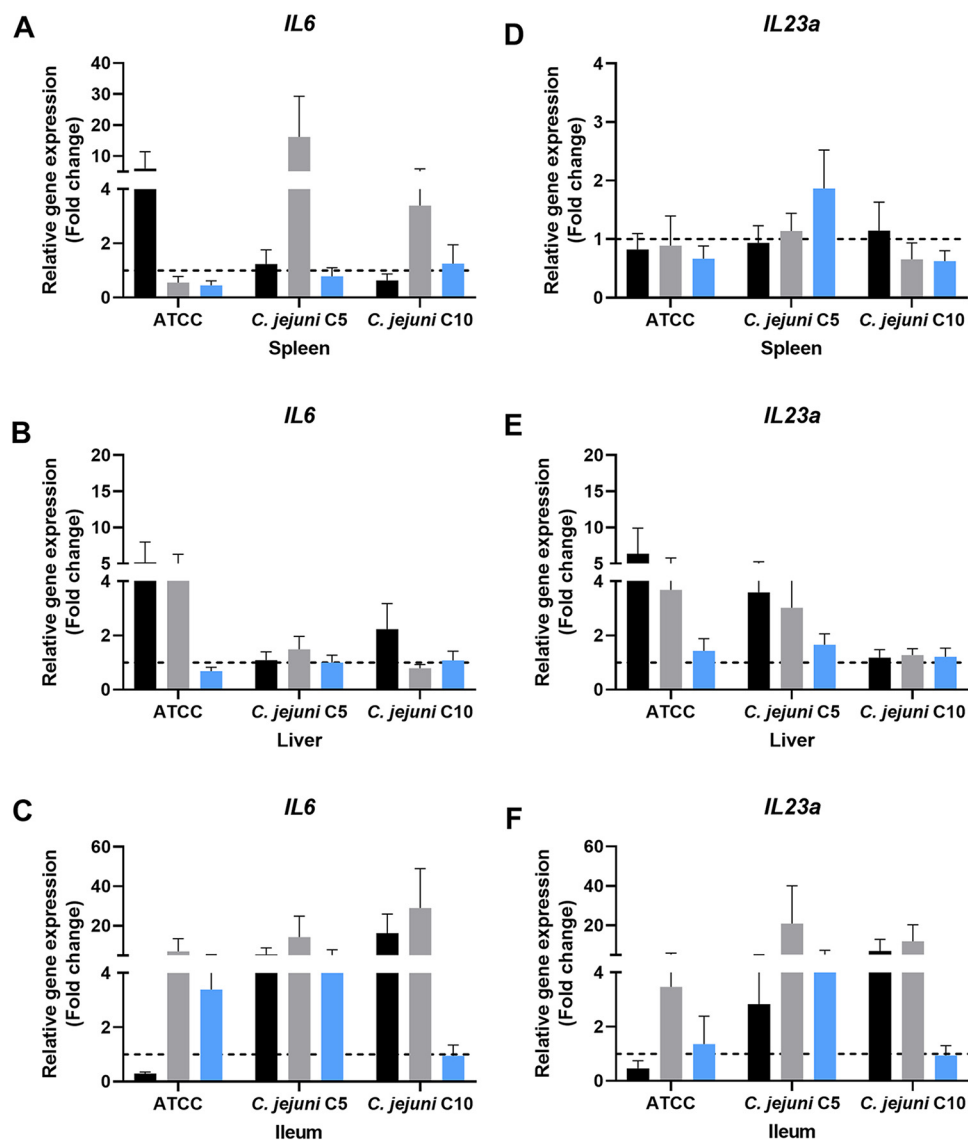 A
IL6
Relative gene expression
(Fold change)
40
30
20
10
4
2
0
ATCC
C. jejuni C5
C. jejuni C10
Spleen
D
IL23a
Relative gene expression
(Fold change)
4
3
2
1
0
ATCC
C. jejuni C5
C. jejuni C10
Spleen
B
IL6
Relative gene expression
(Fold change)
20
15
10
5
4
2
0
ATCC
C. jejuni C5
C. jejuni C10
Liver
E
IL23a
Relative gene expression
(Fold change)
20
15
10
5
4
2
0
ATCC
C. jejuni C5
C. jejuni C10
Liver
C
IL6
Relative gene expression
(Fold change)
60
40
20
4
2
0
ATCC
C. jejuni C5
C. jejuni C10
Ileum
F
IL23a
Relative gene expression
(Fold change)
60
40
20
4
2
0
ATCC
C. jejuni C5
C. jejuni C10
Ileum